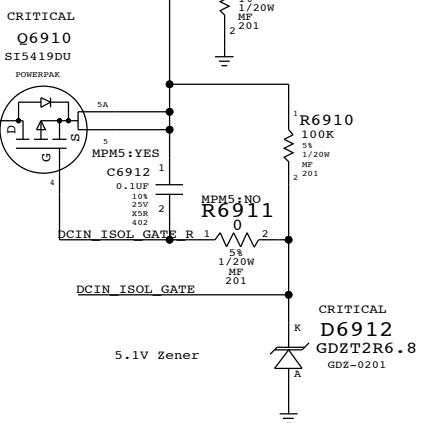 1%
1/20W
MF
2 201
CRITICAL
Q6910
SI5419DU
POWERPAK
5A
D
S
G
5
4
MPM5:YES
C6912
1
0.1UF
10%
25V
X5R
402
2
1
R6910
100K
5%
1/20W
MF
201
2
MPM5:NO
R6911
0
DCIN_ISOL_GATE_R
1
2
5%
1/20W
MF
201
DCIN_ISOL_GATE
CRITICAL
K
D6912
GDZT2R6.8
GDZ-0201
A
5.1V Zener